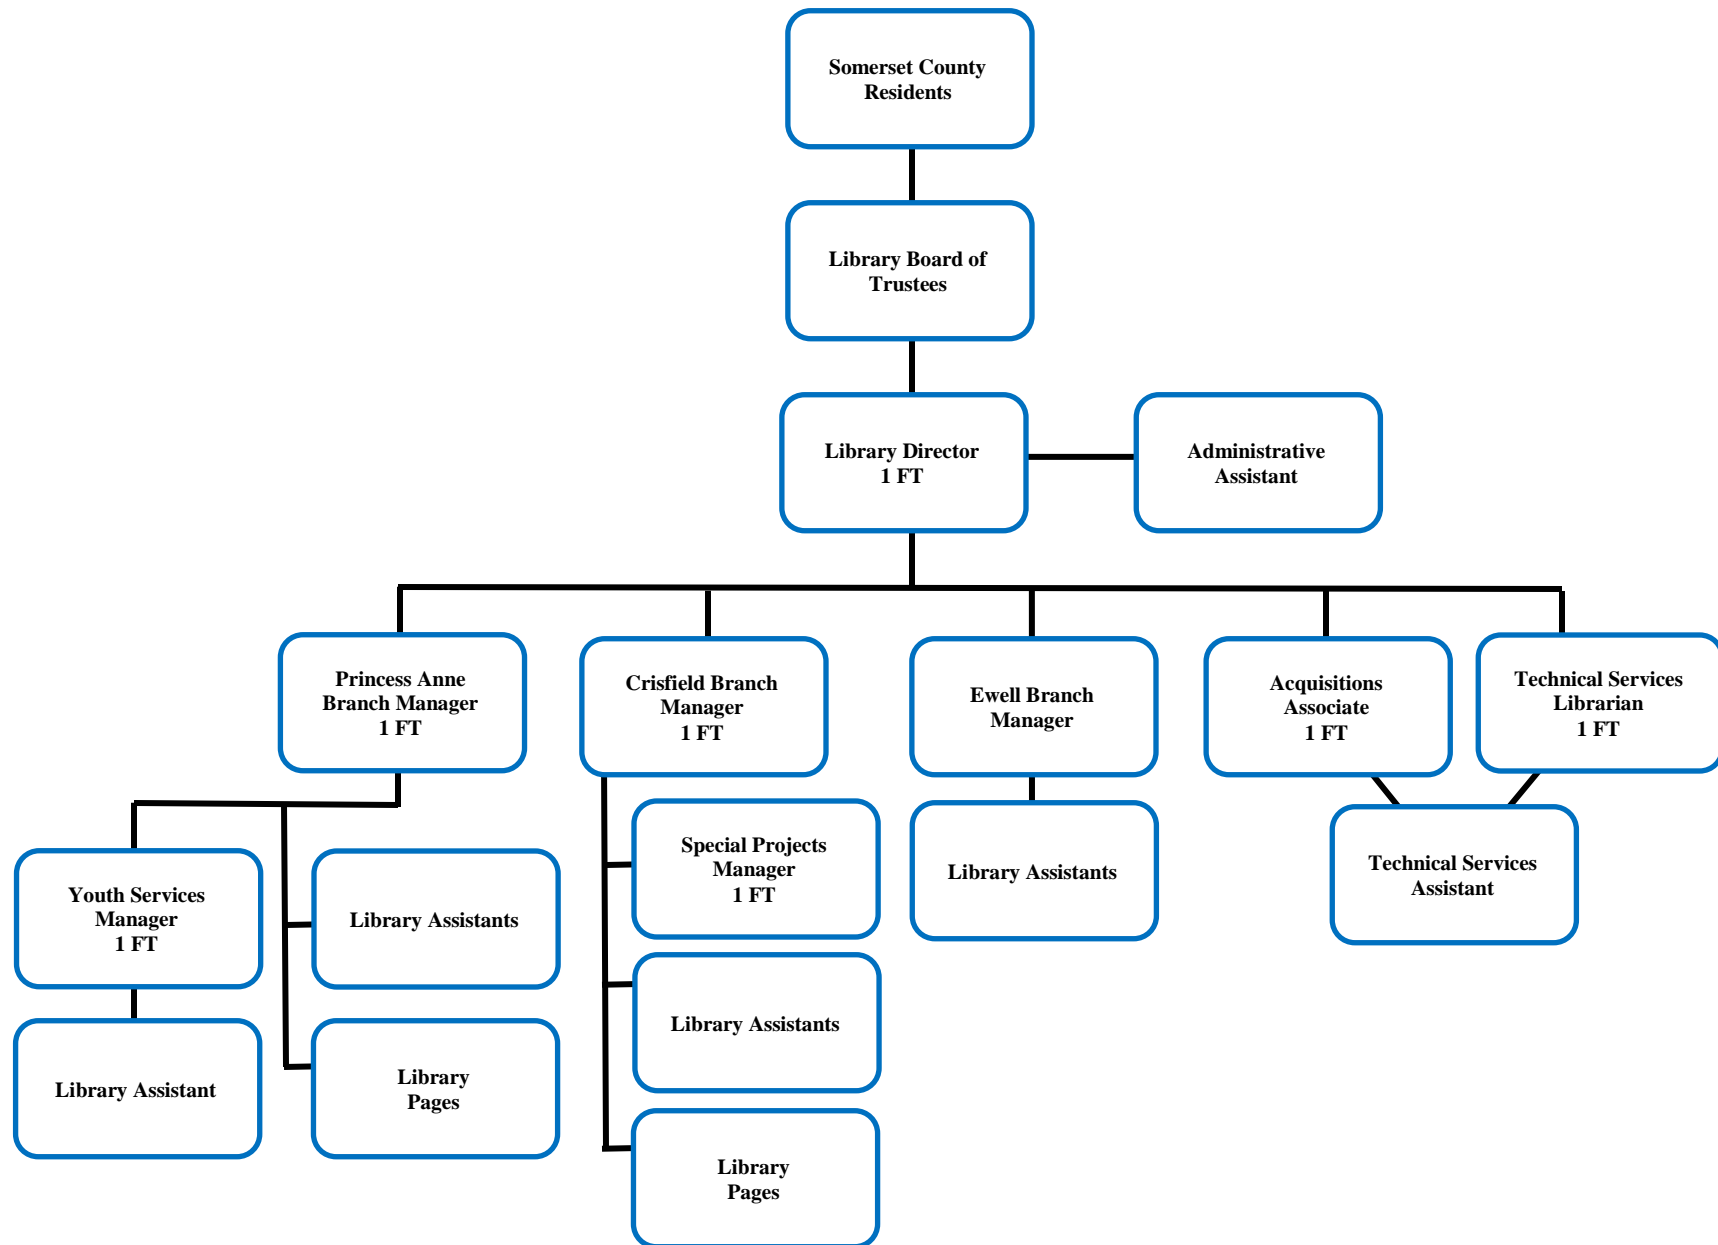 Somerset County
Residents
Library Board of
Trustees
Library Director
1 FT
Administrative
Assistant
Princess Anne
Branch Manager
1 FT
Crisfield Branch
Manager
1 FT
Ewell Branch
Manager
Acquisitions
Associate
1 FT
Technical Services
Librarian
1 FT
Youth Services
Manager
1 FT
Library Assistants
Special Projects
Manager
1 FT
Library Assistants
Technical Services
Assistant
Library Assistant
Library
Pages
Library Assistants
Library
Pages